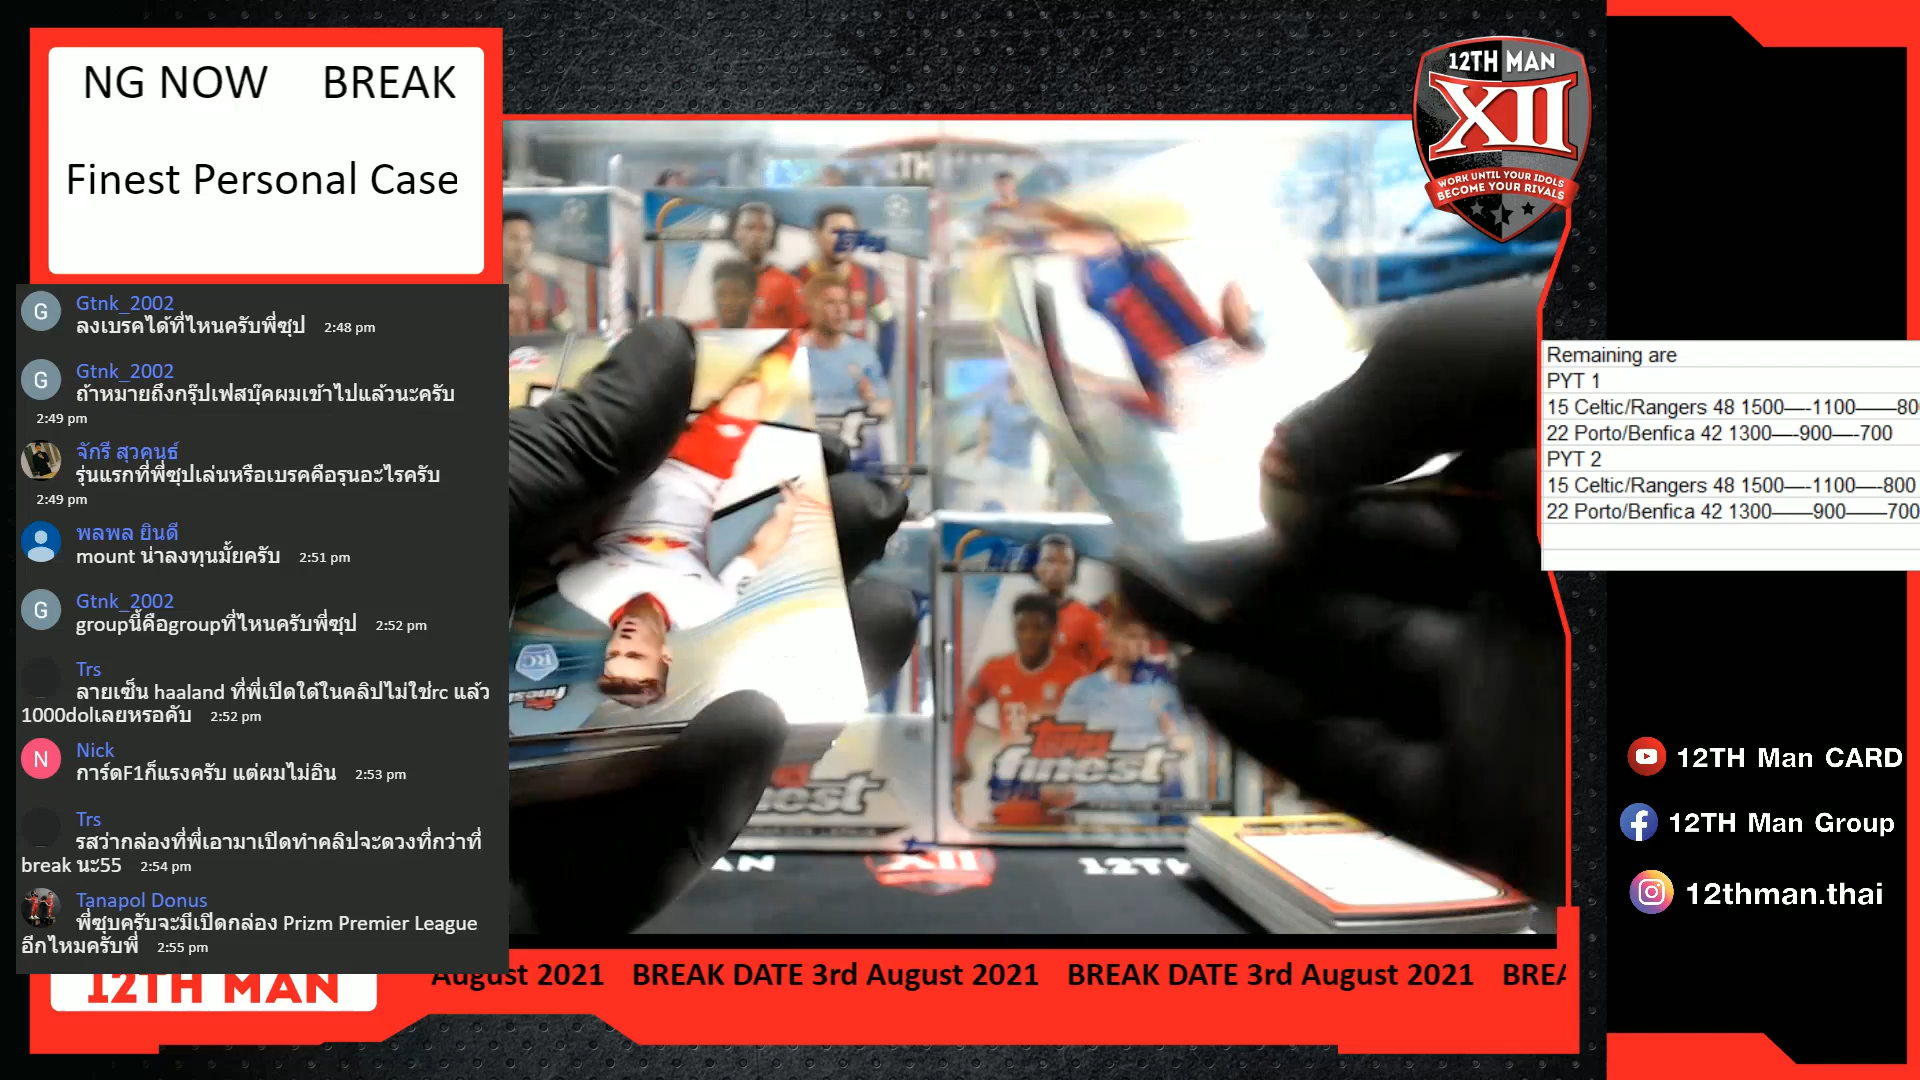 NG NOW BREAK
Finest Personal Case
Gtnk_2002
ลงเบรคได้ที่ไหนครับพี่ซุป 2:48 pm
Gtnk_2002
ถ้าหมายถึงกรุ๊ปเฟสบุ๊คผมเข้าไปแล้วนะครับ
2:49 pm
จักรี สุวคนธ์
รุ่นแรกที่พี่ซุปเล่นหรือเบรคคือรุนอะไรครับ
2:49 pm
พลพล ยินดี
mount น่าลงทุนมั้ยครับ 2:51 pm
Gtnk_2002
groupนี้คือgroupที่ไหนครับพี่ซุป 2:52 pm
Trs
ลายเซ็น haaland ที่พี่เปิดใด้ในคลิปไม่ใช่rc แล้ว
1000dolเลยหรอคับ 2:52 pm
Nick
การ์ดF1ก็แรงครับ แต่ผมไม่อิน 2:53 pm
Trs
รสว่ากล่องที่พี่เอามาเปิดทำคลิปจะดวงที่กว่าที่
break นะ55 2:54 pm
Tanapol Donus
พี่ซุบครับจะมีเปิดกล่อง Prizm Premier League
อีกไหมครับพี่ 2:55 pm
12TH MAN
XII
WORK UNTIL YOUR IDOLS
BECOME YOUR RIVALS
Topps
RC
finest
Topps
finest
XII
12TH
Remaining are
PYT 1
15 Celtic/Rangers 48 1500—-1100——80
22 Porto/Benfica 42 1300—-900—-700
PYT 2
15 Celtic/Rangers 48 1500—-1100—-800
22 Porto/Benfica 42 1300——900——700
12TH Man CARD
12TH Man Group
12thman.thai
12TH MAN
August 2021 BREAK DATE 3rd August 2021 BREAK DATE 3rd August 2021 BREA